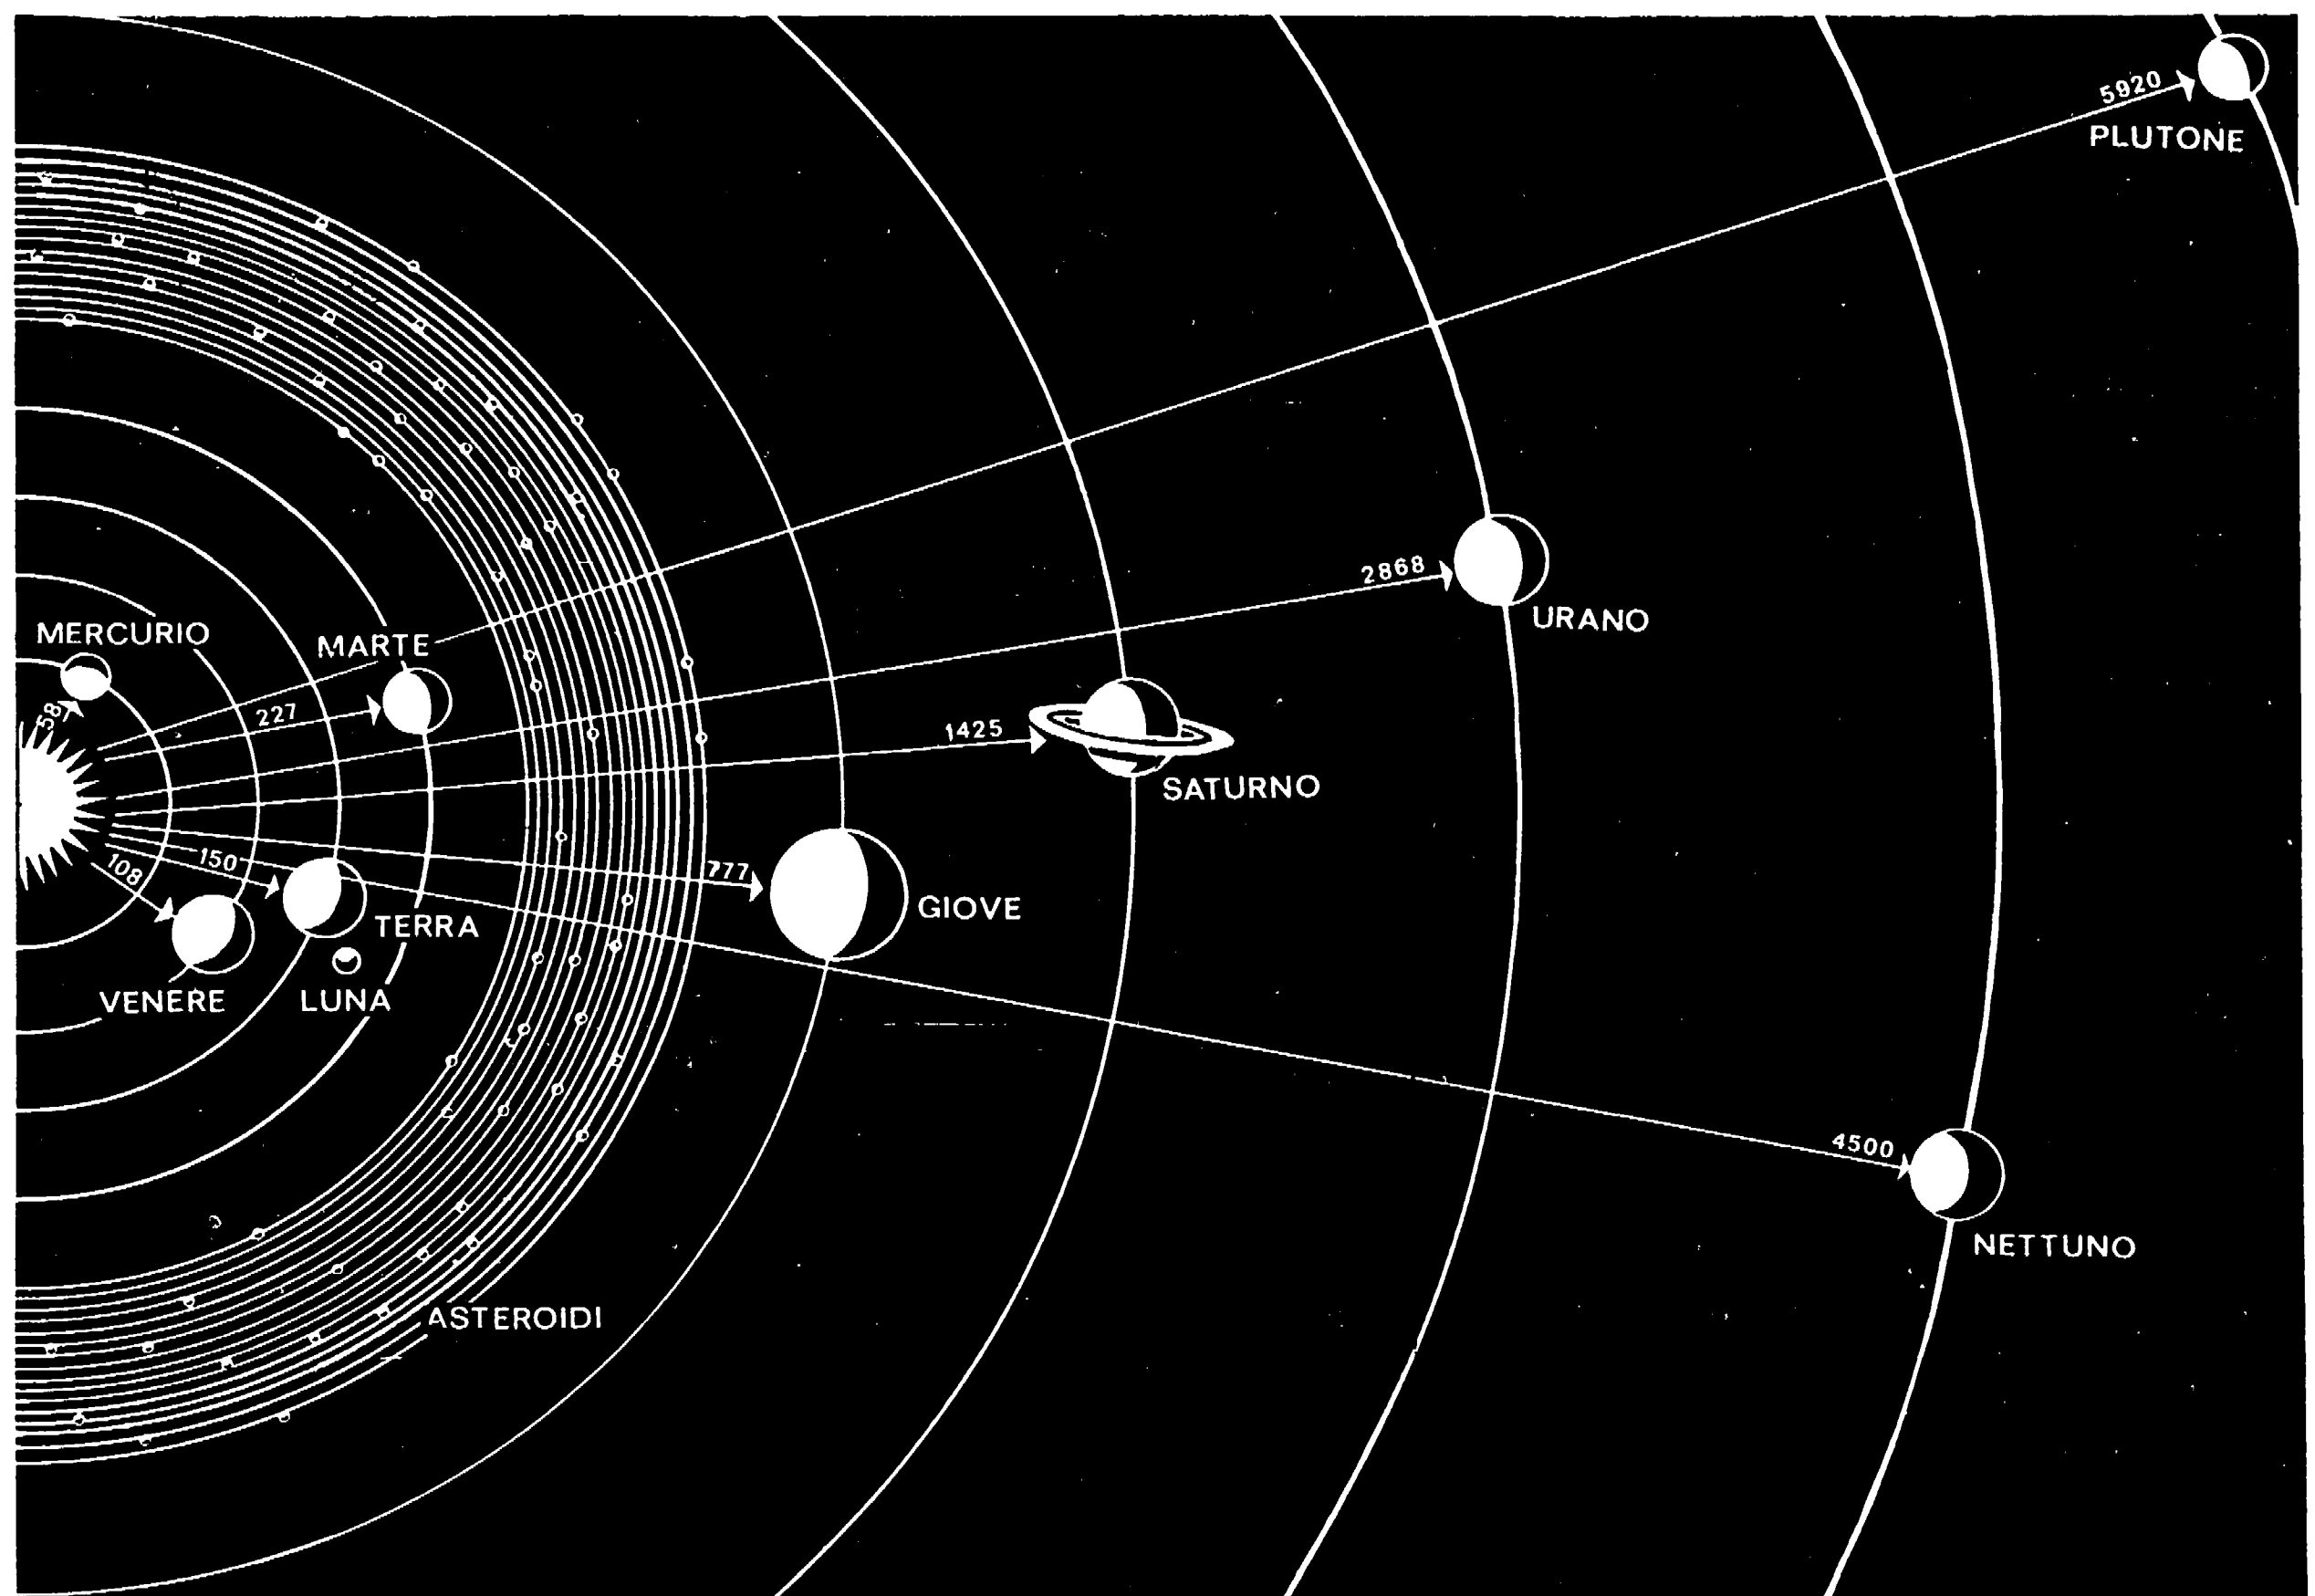 5920
PLUTONE
2868
URANO
MERCURIO
MARTE
58
227
1425
SATURNO
150
108
777
GIOVE
TERRA
VENERE
LUNA
4500
NETTUNO
ASTEROIDI